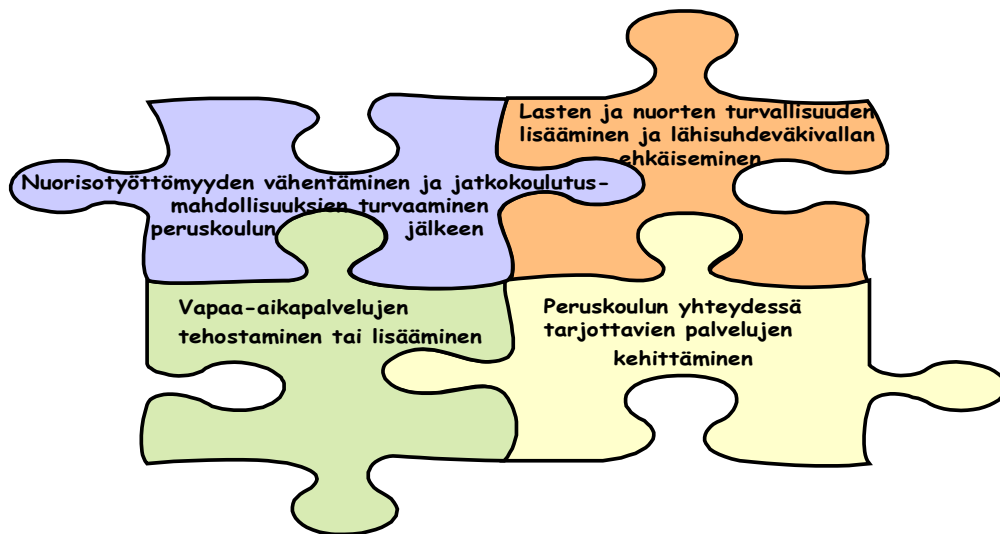 Nuorisotyöttömyyden vähentäminen ja jatkokoulutus-
mahdollisuuksien turvaaminen
peruskoulun jälkeen
Lasten ja nuorten turvallisuuden
lisääminen ja lähisuhdeväkivallan
ehkäiseminen
Vapaa-aikapalvelujen
tehostaminen tai lisääminen
Peruskoulun yhteydessä
tarjottavien palvelujen
kehittäminen